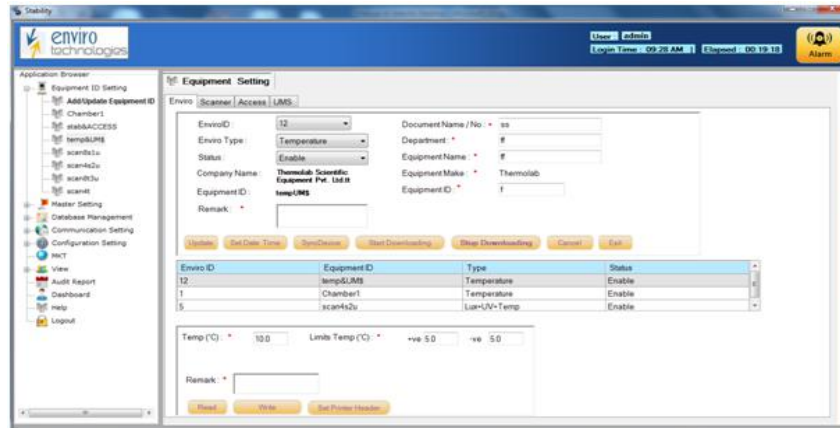 Stability
enviro technologies
User : admin
Login Time : 09:28 AM | Elapsed : 00:19:18
Alarm
Application Browser
Equipment ID Setting
Add/Update Equipment ID
Chamber1
stab&ACCESS
temp&UMS
scan8s1u
scan4s2u
scan8t3u
scan4t
Master Setting
Database Management
Communication Setting
Configuration Setting
MKT
View
Audit Report
Dashboard
Help
Logout
Equipment Setting
Enviro Scanner Access UMS
EnviroID : 12 Document Name / No : * ss
Enviro Type : Temperature Department : * ff
Status : Enable Equipment Name : * ff
Company Name : Thermolab Scientific Equipment Pvt. Ltd.tt Equipment Make : * Thermolab
Equipment ID : temp&UMS Equipment ID * f
Remark : *
Update Set Date Time SyncDevice Start Downloading Stop Downloading Cancel Exit
Enviro ID Equipment ID Type Status
12 temp&UMS Temperature Enable
1 Chamber1 Temperature Enable
5 scan4s2u Lux+UV+Temp Enable
Temp (°C) : * 10.0 Limits Temp (°C) : * +ve 5.0 -ve 5.0
Remark : *
Read Write Set Printer Header